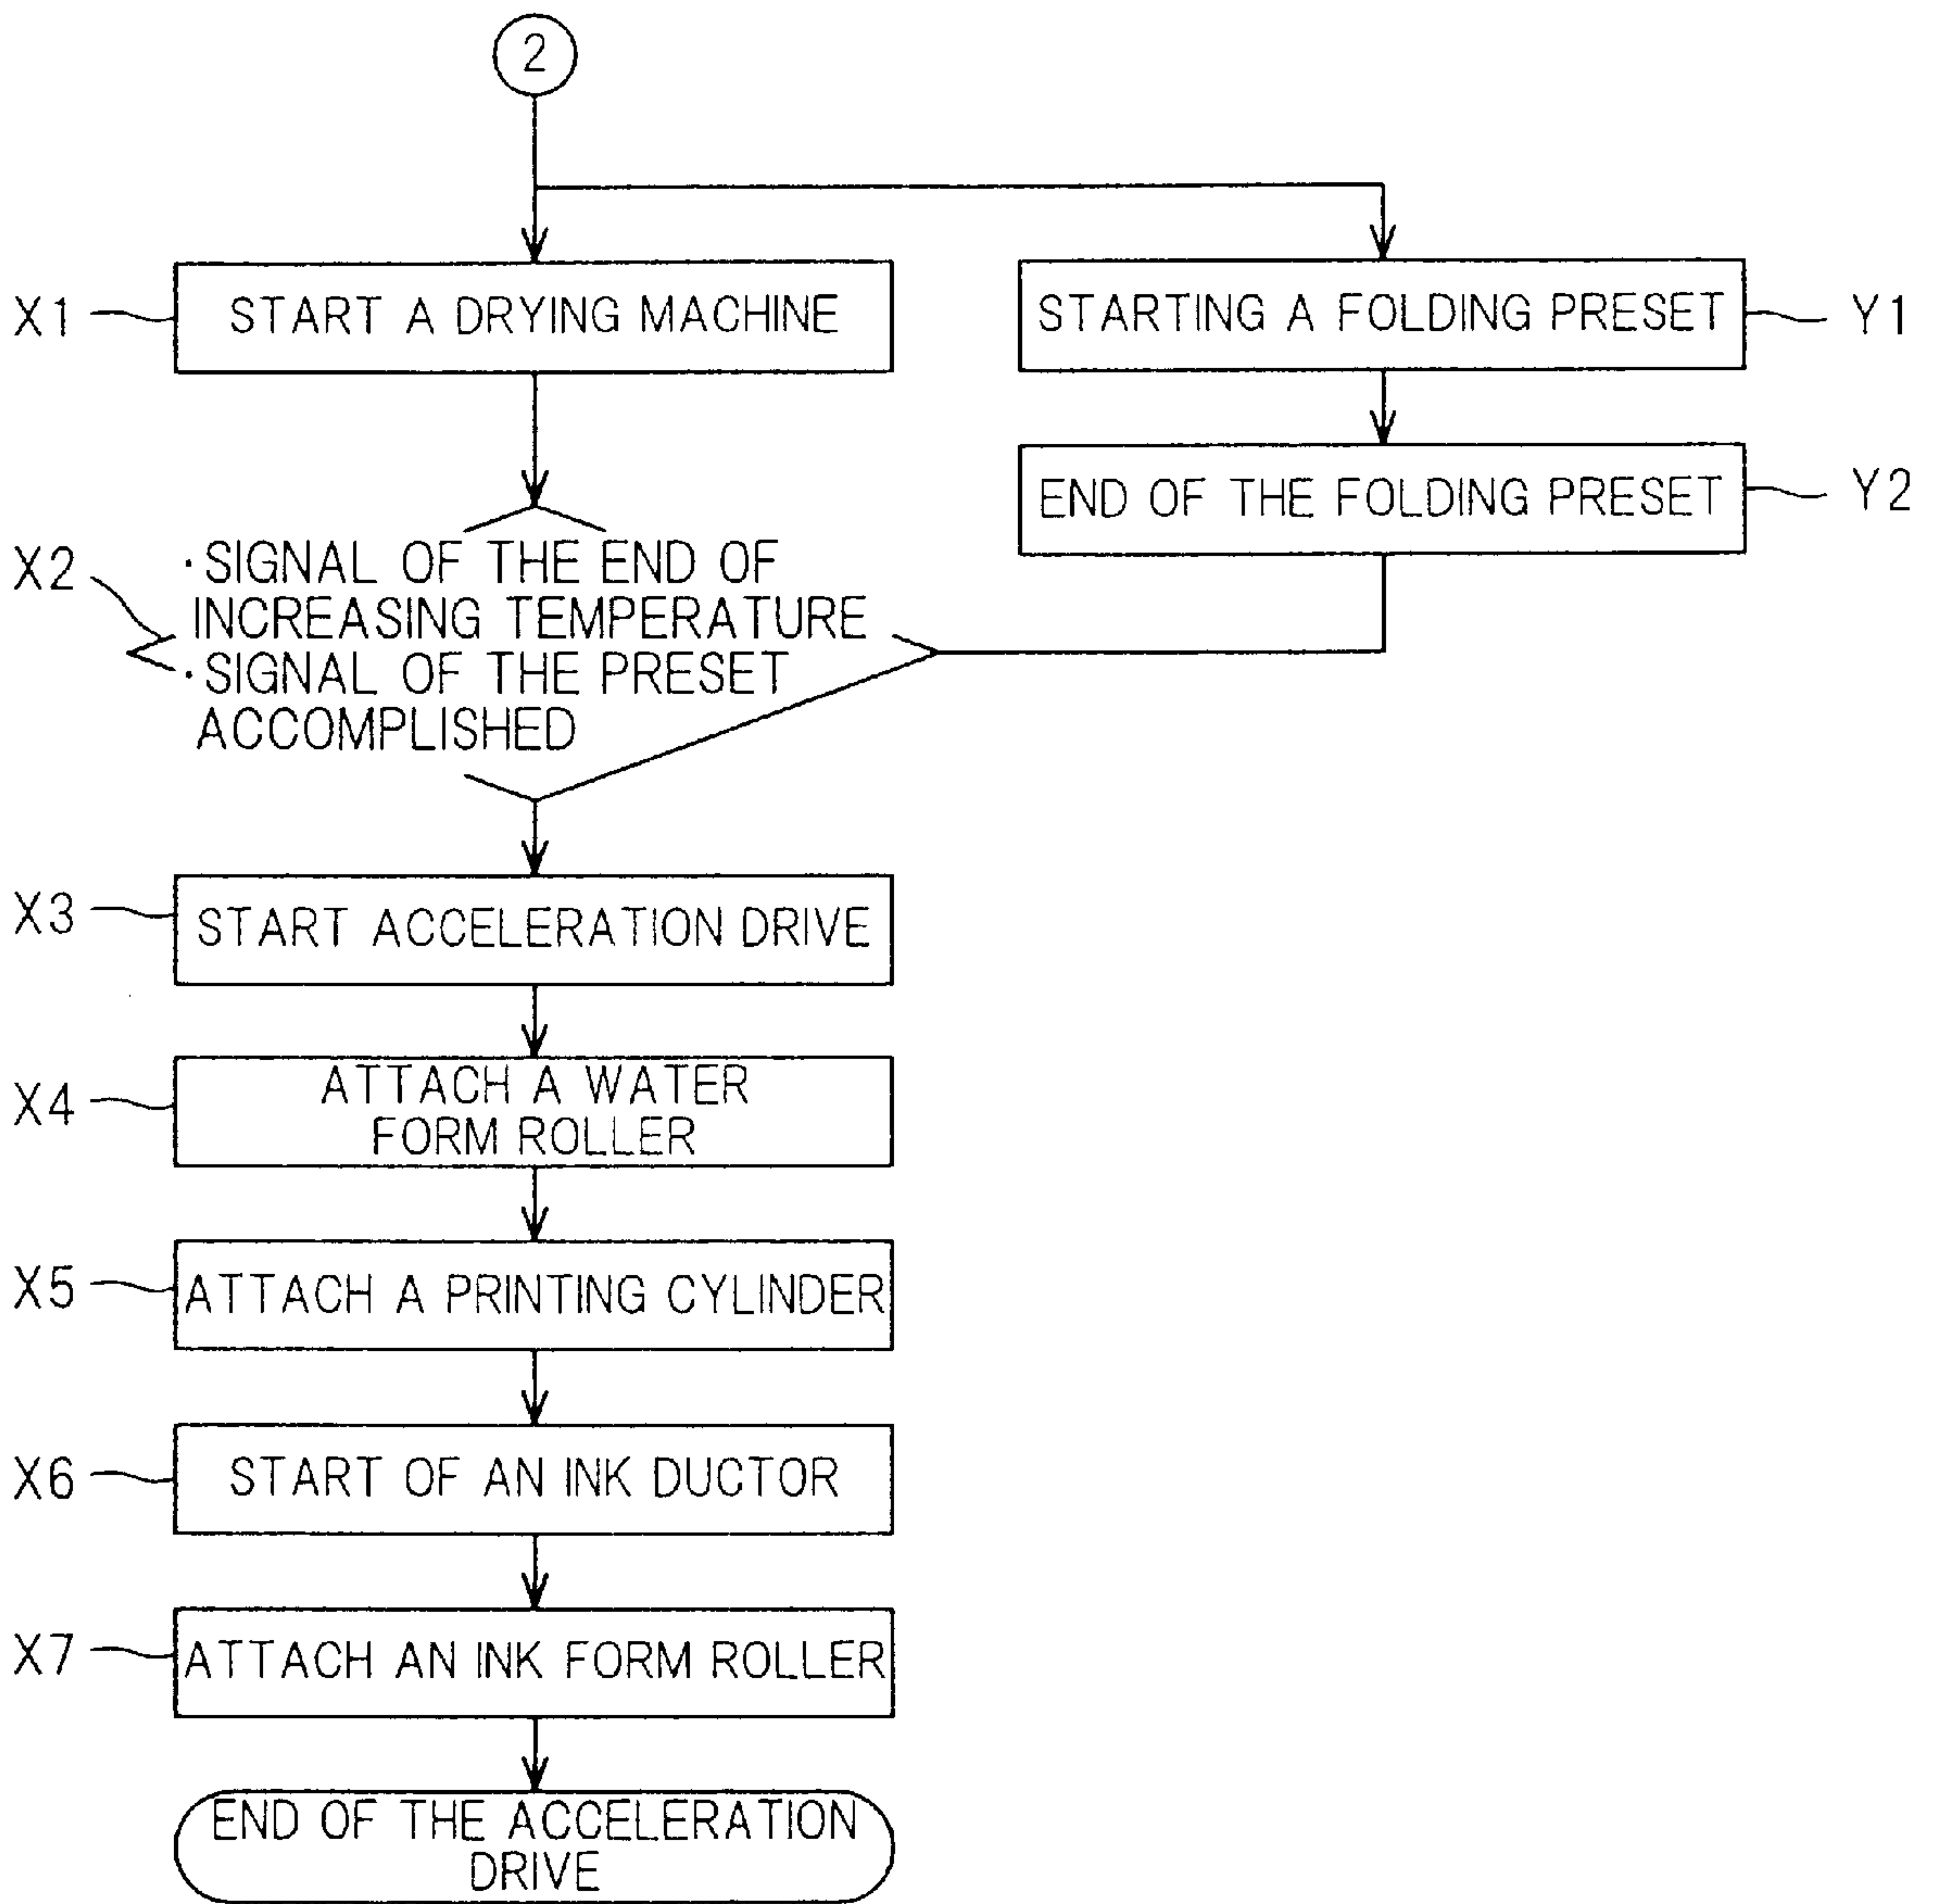 2
X1
START A DRYING MACHINE
STARTING A FOLDING PRESET
Y1
END OF THE FOLDING PRESET
Y2
X2
·SIGNAL OF THE END OF
INCREASING TEMPERATURE
·SIGNAL OF THE PRESET
ACCOMPLISHED
X3
START ACCELERATION DRIVE
X4
ATTACH A WATER
FORM ROLLER
X5
ATTACH A PRINTING CYLINDER
X6
START OF AN INK DUCTOR
X7
ATTACH AN INK FORM ROLLER
END OF THE ACCELERATION
DRIVE